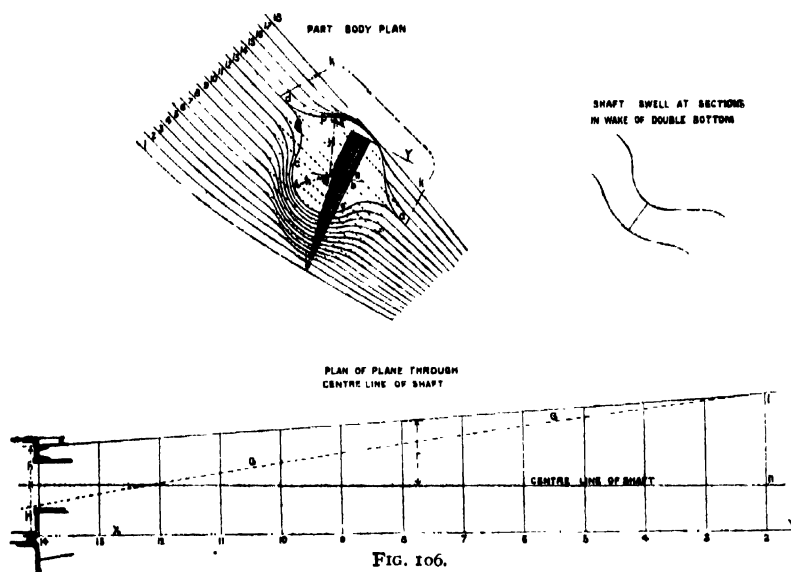 PART BODY PLAN
SHAFT SWELL AT SECTIONS
IN WAKE OF DOUBLE BOTTOM
k
d
Y
k
PLAN OF PLANE THROUGH
CENTRE LINE OF SHAFT
G
G
r
CENTRE LINE OF SHAFT
n
X
14 13 12 11 10 9 8 7 6 5 4 3 2
FIG. 106.